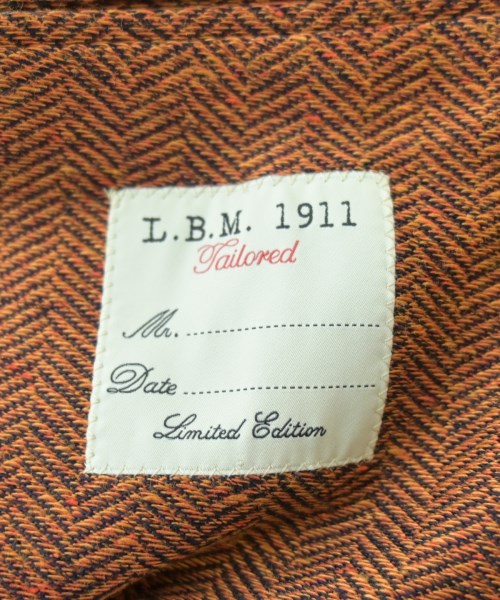 L.B.M. 1911
Tailored
Mr. ........................
Date ........................
Limited Edition